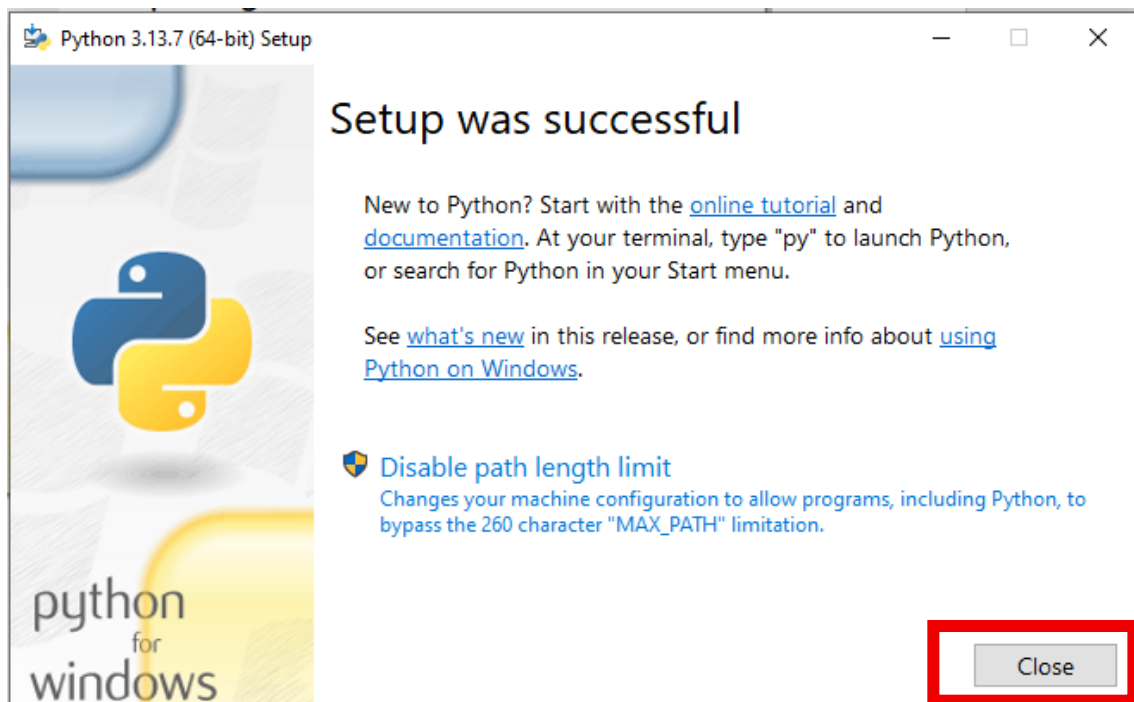 Python 3.13.7 (64-bit) Setup
Setup was successful
New to Python? Start with the online tutorial and
documentation. At your terminal, type "py" to launch Python,
or search for Python in your Start menu.
See what's new in this release, or find more info about using
Python on Windows.
Disable path length limit
Changes your machine configuration to allow programs, including Python, to
bypass the 260 character "MAX_PATH" limitation.
python
for
windows
Close